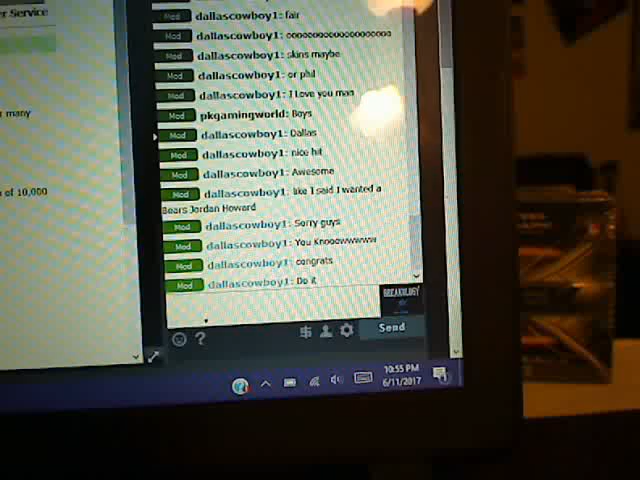 er Service
many
of 10,000
Mod dallascowboy1: fair
Mod dallascowboy1: ooooooooooooooooooo
Mod dallascowboy1: skins maybe
Mod dallascowboy1: or phil
Mod dallascowboy1: I love you man
Mod pkgamingworld: Boys
Mod dallascowboy1: Dallas
Mod dallascowboy1: nice hit
Mod dallascowboy1: Awesome
Mod dallascowboy1: like I said I wanted a
Bears Jordan Howard
Mod dallascowboy1: Sorry guys
Mod dallascowboy1: You Knooowwwww
Mod dallascowboy1: congrats
Mod dallascowboy1: Do it
BREAKOLOGY
Send
10:55 PM
6/11/2017